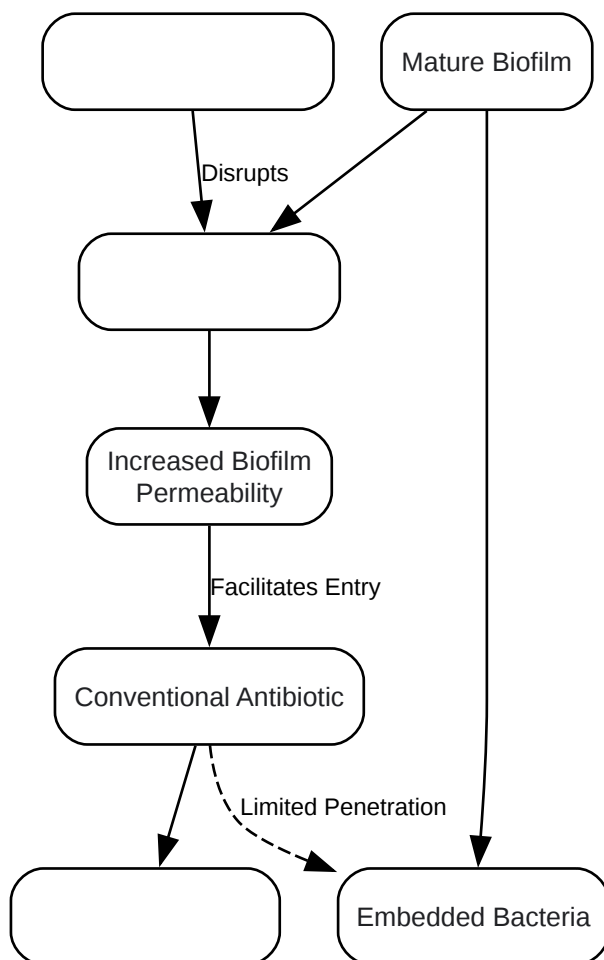 Mature Biofilm
Disrupts
Increased Biofilm
Permeability
Facilitates Entry
Conventional Antibiotic
Limited Penetration
Embedded Bacteria